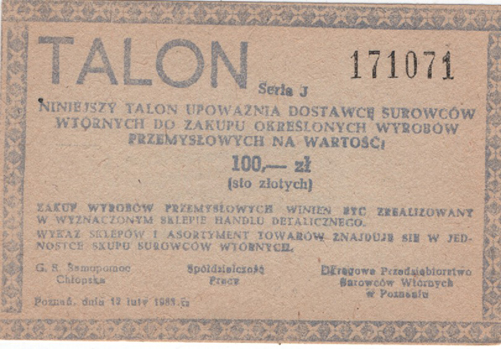 TALON
Seria J
171071
NINIEJSZY TALON UPOWAŻNIA DOSTAWCĘ SUROWCÓW
WTÓRNYCH DO ZAKUPU OKREŚLONYCH WYROBÓW
PRZEMYSŁOWYCH NA WARTOŚĆ:
100,— zł
(sto złotych)
ZAKUP WYROBÓW PRZEMYSŁOWYCH WINIEN BYĆ ZREALIZOWANY
W WYZNACZONYM SKLEPIE HANDLU DETALICZNEGO.
WYKAZ SKLEPÓW I ASORTYMENT TOWARÓW ZNAJDUJE SIĘ W JED-
NOSTCE SKUPU SUROWCÓW WTÓRNYCH.
G. S. Samopomoc
Chłopska
Spółdzielczość
Pracy
Okręgowe Przedsiębiorstwo
Surowców Wtórnych
w Poznaniu
Poznań, dnia 12 luty